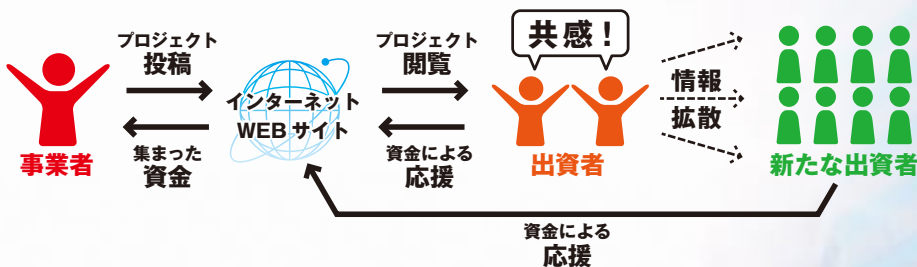 共感！
プロジェクト
投稿
プロジェクト
閲覧
インターネット
WEBサイト
情報
拡散
集まった
資金
資金による
応援
事業者
出資者
新たな出資者
資金による
応援